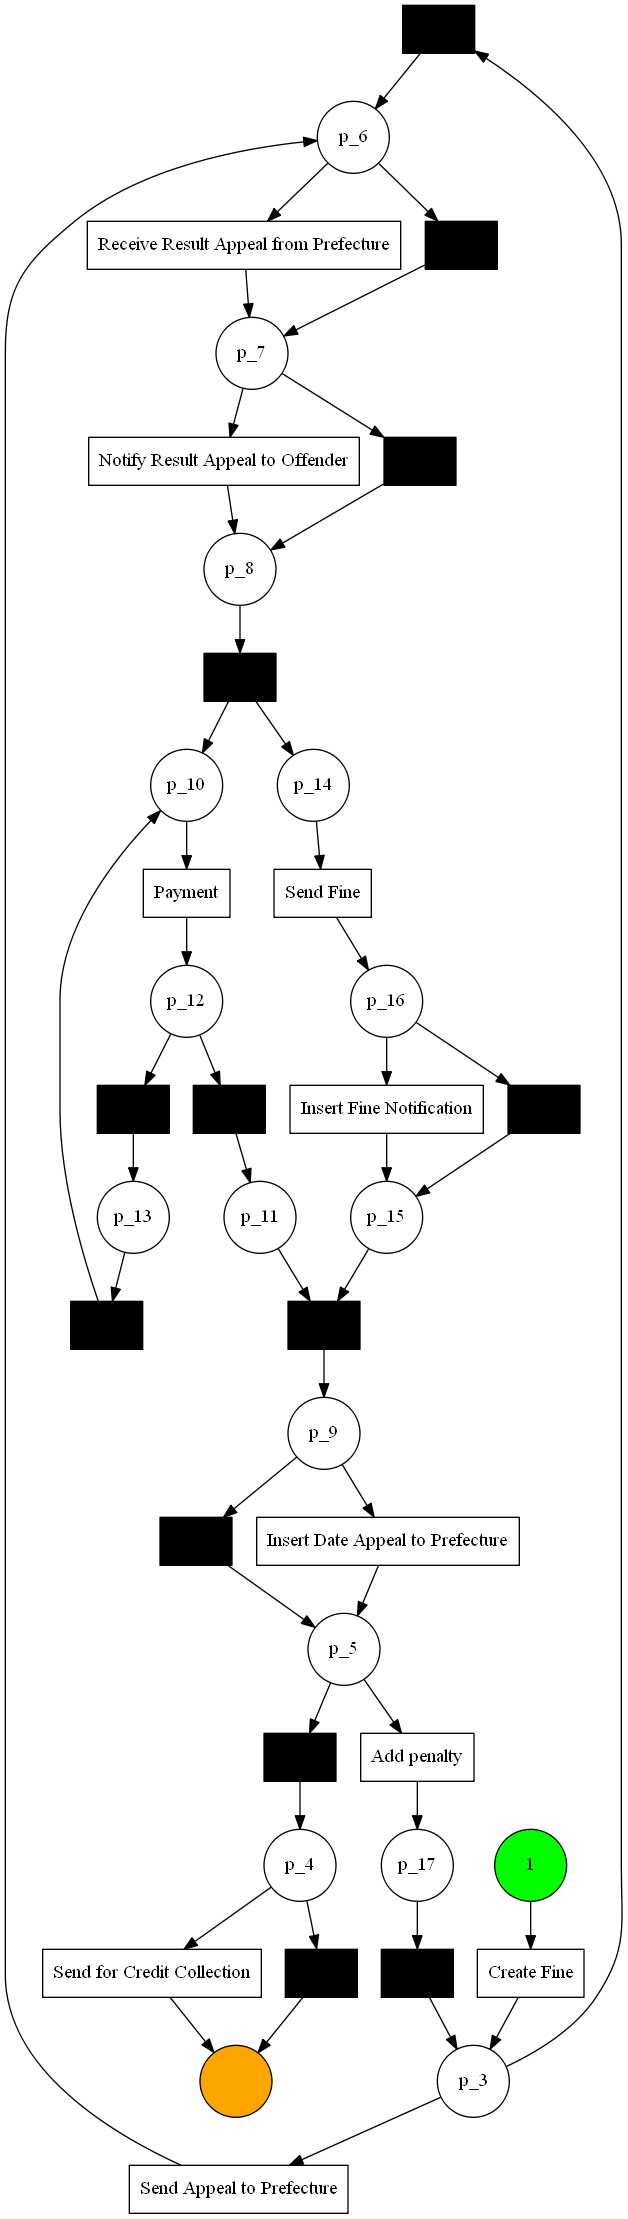 p_6
Receive Result Appeal from Prefecture
p_7
Notify Result Appeal to Offender
p_8
p_10
p_14
Payment
Send Fine
p_12
p_16
Insert Fine Notification
p_13
p_11
p_15
p_9
Insert Date Appeal to Prefecture
p_5
Add penalty
p_4
p_17
1
Send for Credit Collection
Create Fine
p_3
Send Appeal to Prefecture